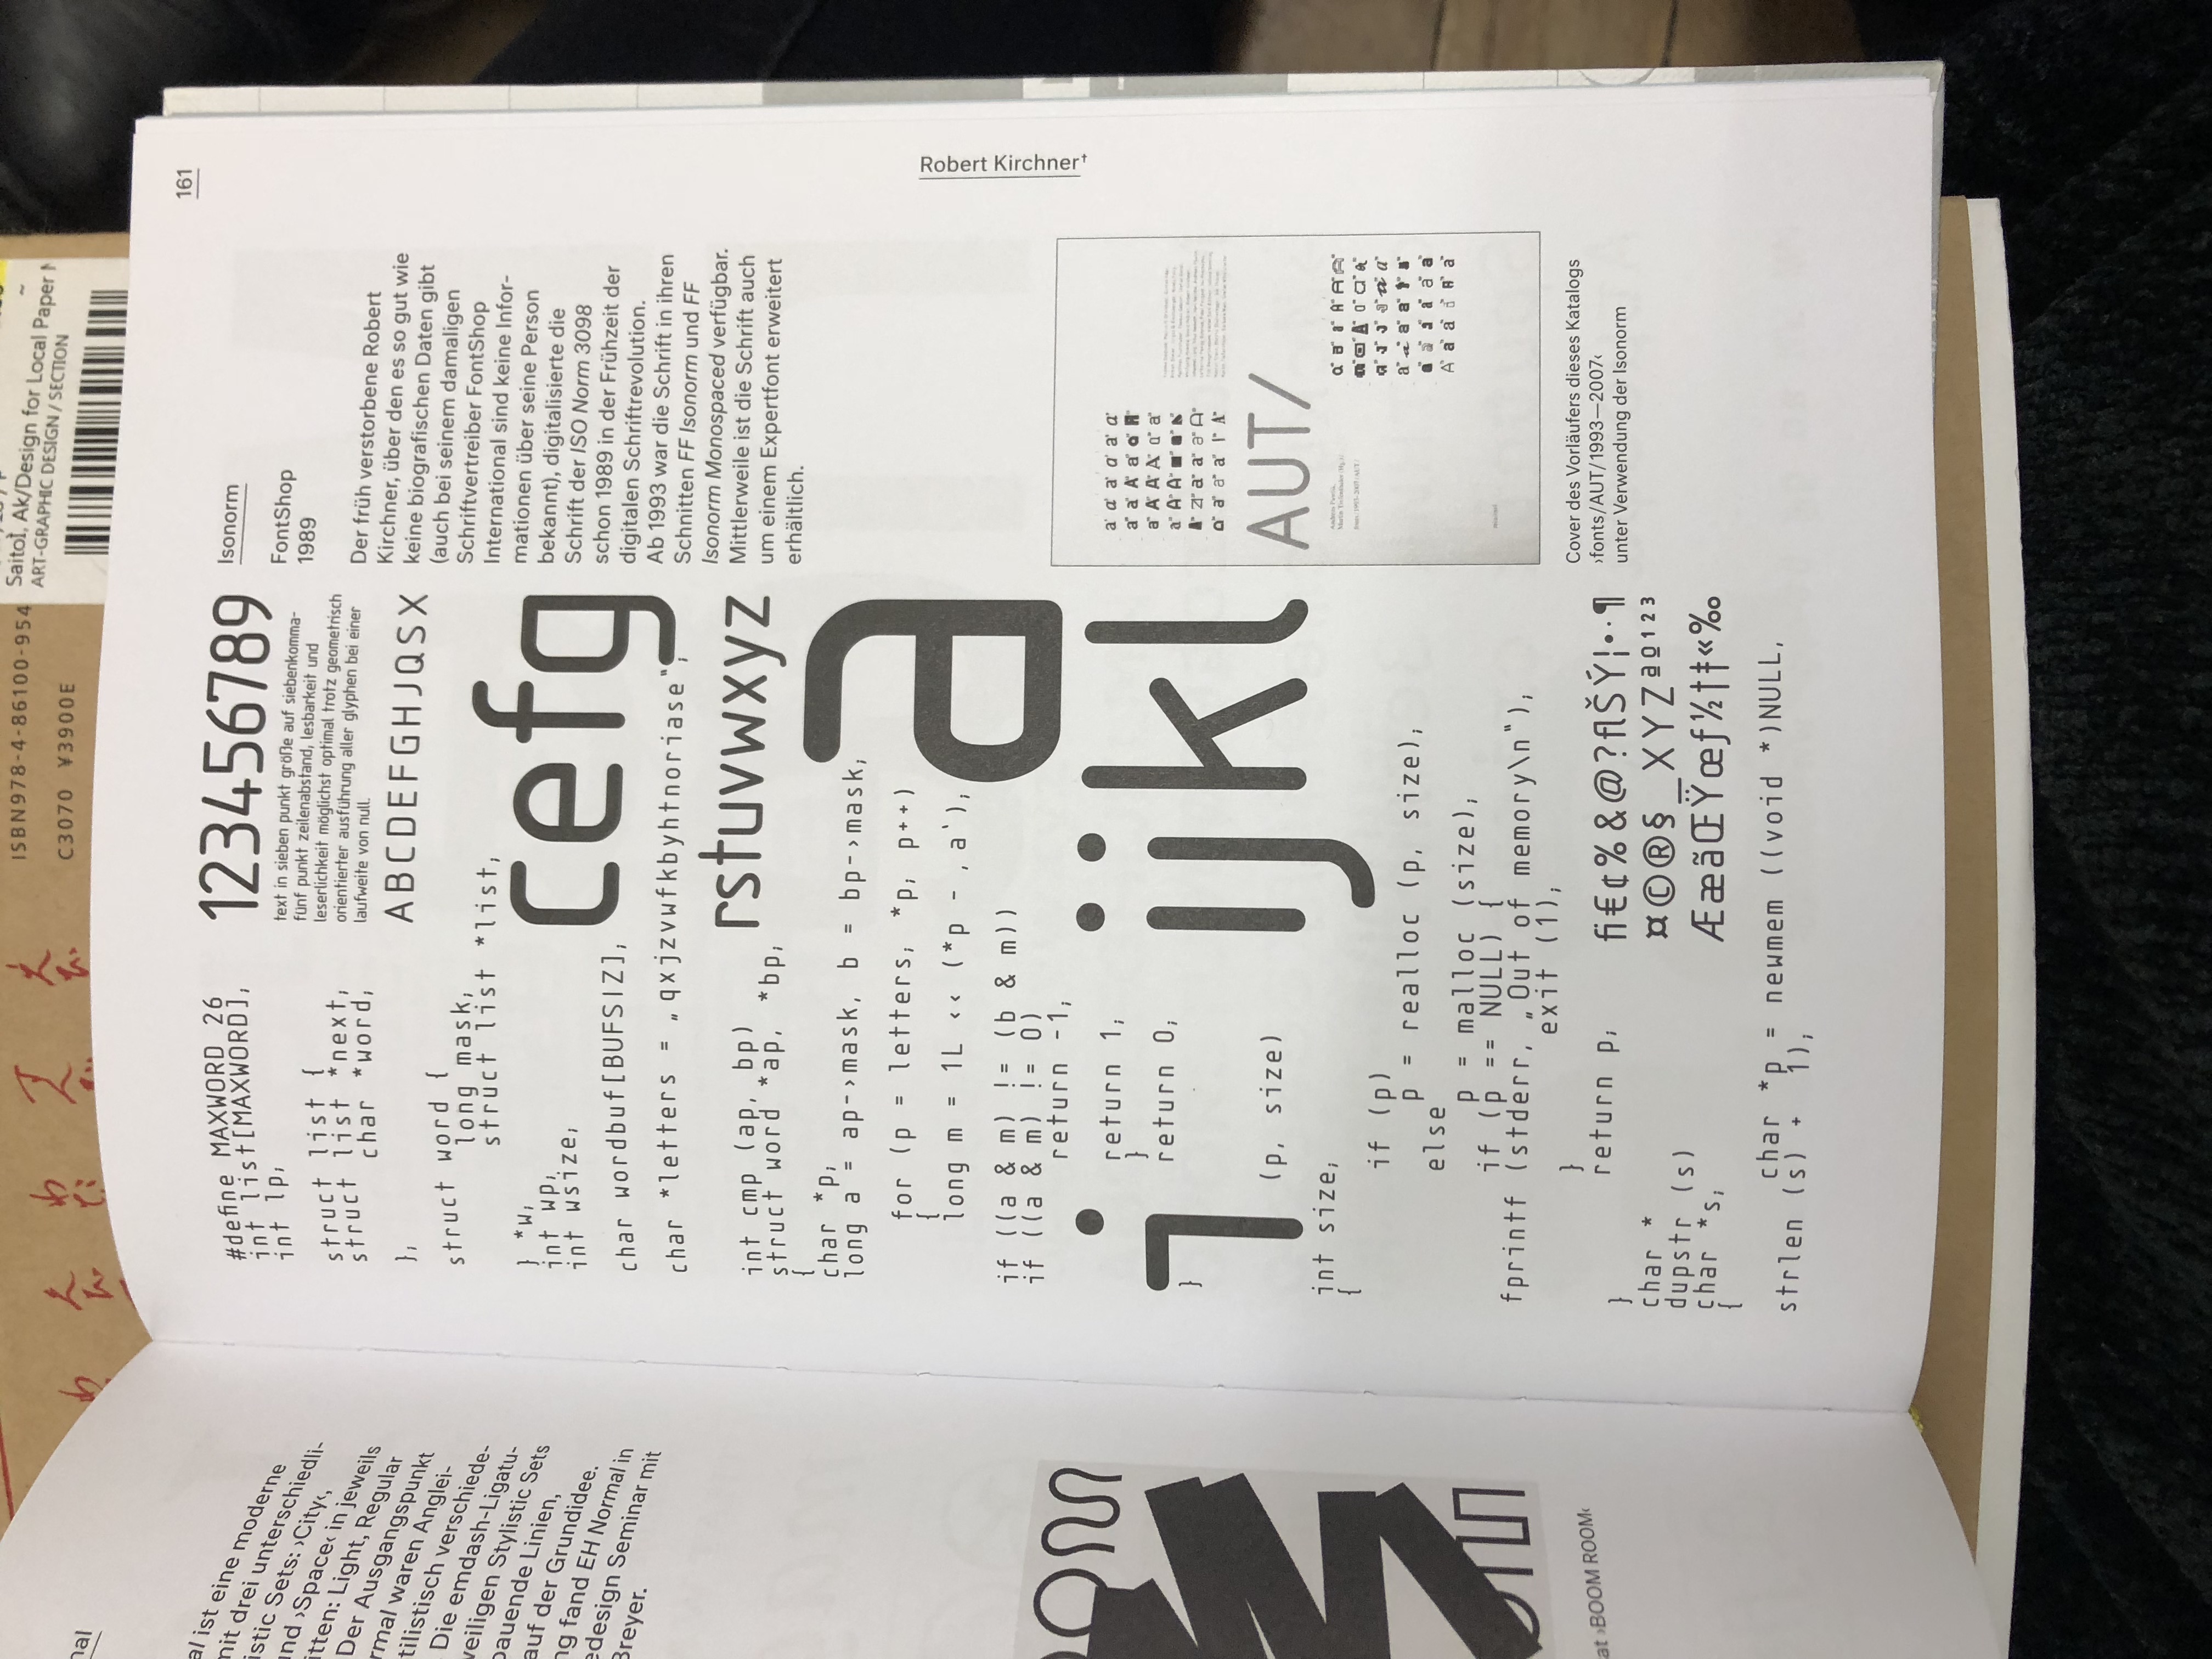 ISBN978-4-86100-954
C3070 ¥3900E
Saitoî, Ak/Design for Local Paper
ART-GRAPHIC DESIGN / SECTION
nal
al ist eine moderne
mit drei unterschiedli-
istic Sets: ›City‹,
und ›Space‹ in jeweils
itten: Light, Regular
Der Ausgangspunkt
rmal waren Anglei-
tilistisch verschiede-
. Die emdash-Ligatu-
veiligen Stylistic Sets
bauende Linien,
auf der Grundidee.
ng fand EH Normal in
edesign Seminar mit
Breyer.
OOM
at ›BOOM ROOM‹
161
#define MAXWORD 26
int list[MAXWORD];
int lp;
struct list {
struct list *next;
char *word;
};
struct word {
long mask;
struct list *list;
} *w;
int wp;
int wsize;
char wordbuf[BUFSIZ];
char *letters = „qxjzvwfkbyhtnoriase“;
int cmp (ap, bp)
struct word *ap, *bp;
{
char *p;
long a = ap-›mask, b = bp-›mask;
for (p = letters; *p; p++)
{
long m = 1L ‹‹ (*p - ‚a‘);
if ((a & m) != (b & m))
if ((a & m) != 0)
return -1;
return 1;
}
return 0;
}
(p, size)
int size;
{
if (p)
p = realloc (p, size);
else
p = malloc (size);
if (p == NULL) {
fprintf (stderr, „Out of memory\n“);
exit (1);
}
return p;
}
char *
dupstr (s)
char *s;
{
char *p = newmem ((void *)NULL,
strlen (s) + 1);
123456789
text in sieben punkt größe auf siebenkomma-
fünf punkt zeilenabstand, lesbarkeit und
leserlichkeit möglichst optimal trotz geometrisch
orientierter ausführung aller glyphen bei einer
laufweite von null.
ABCDEFGHJQSX
cefg
rstuvwxyz
a
ijkl
fi€¢%&@?flŠÝ¦•·¶
¤©®§_XYZªº¹²³
ÆæãŒŸœƒ½†‡«‰
Isonorm
FontShop
1989
Der früh verstorbene Robert
Kirchner, über den es so gut wie
keine biografischen Daten gibt
(auch bei seinem damaligen
Schriftvertreiber FontShop
International sind keine Infor-
mationen über seine Person
bekannt), digitalisierte die
Schrift der ISO Norm 3098
schon 1989 in der Frühzeit der
digitalen Schriftrevolution.
Ab 1993 war die Schrift in ihren
Schnitten FF Isonorm und FF
Isonorm Monospaced verfügbar.
Mittlerweile ist die Schrift auch
um einem Expertfont erweitert
erhältlich.
Robert Kirchner†
AUT/
Cover des Vorläufers dieses Katalogs
›fonts/AUT/1993—2007‹
unter Verwendung der Isonorm